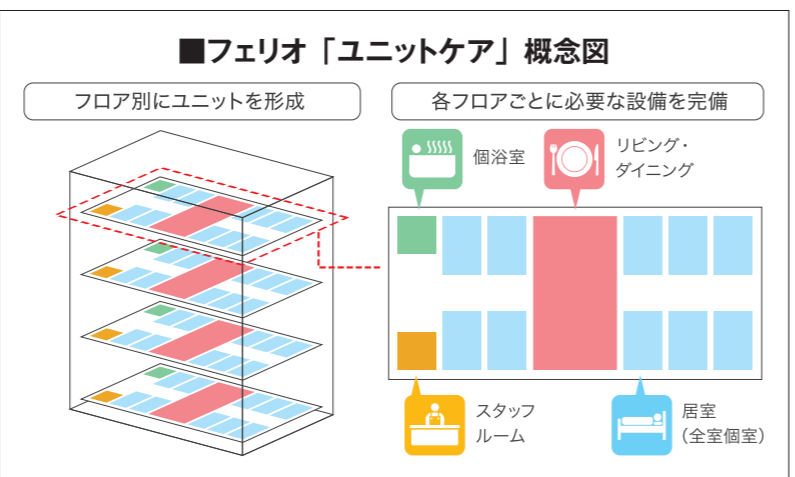 ■フェリオ「ユニットケア」概念図
フロア別にユニットを形成
各フロアごとに必要な設備を完備
個浴室
リビング・
ダイニング
スタッフ
ルーム
居室
（全室個室）